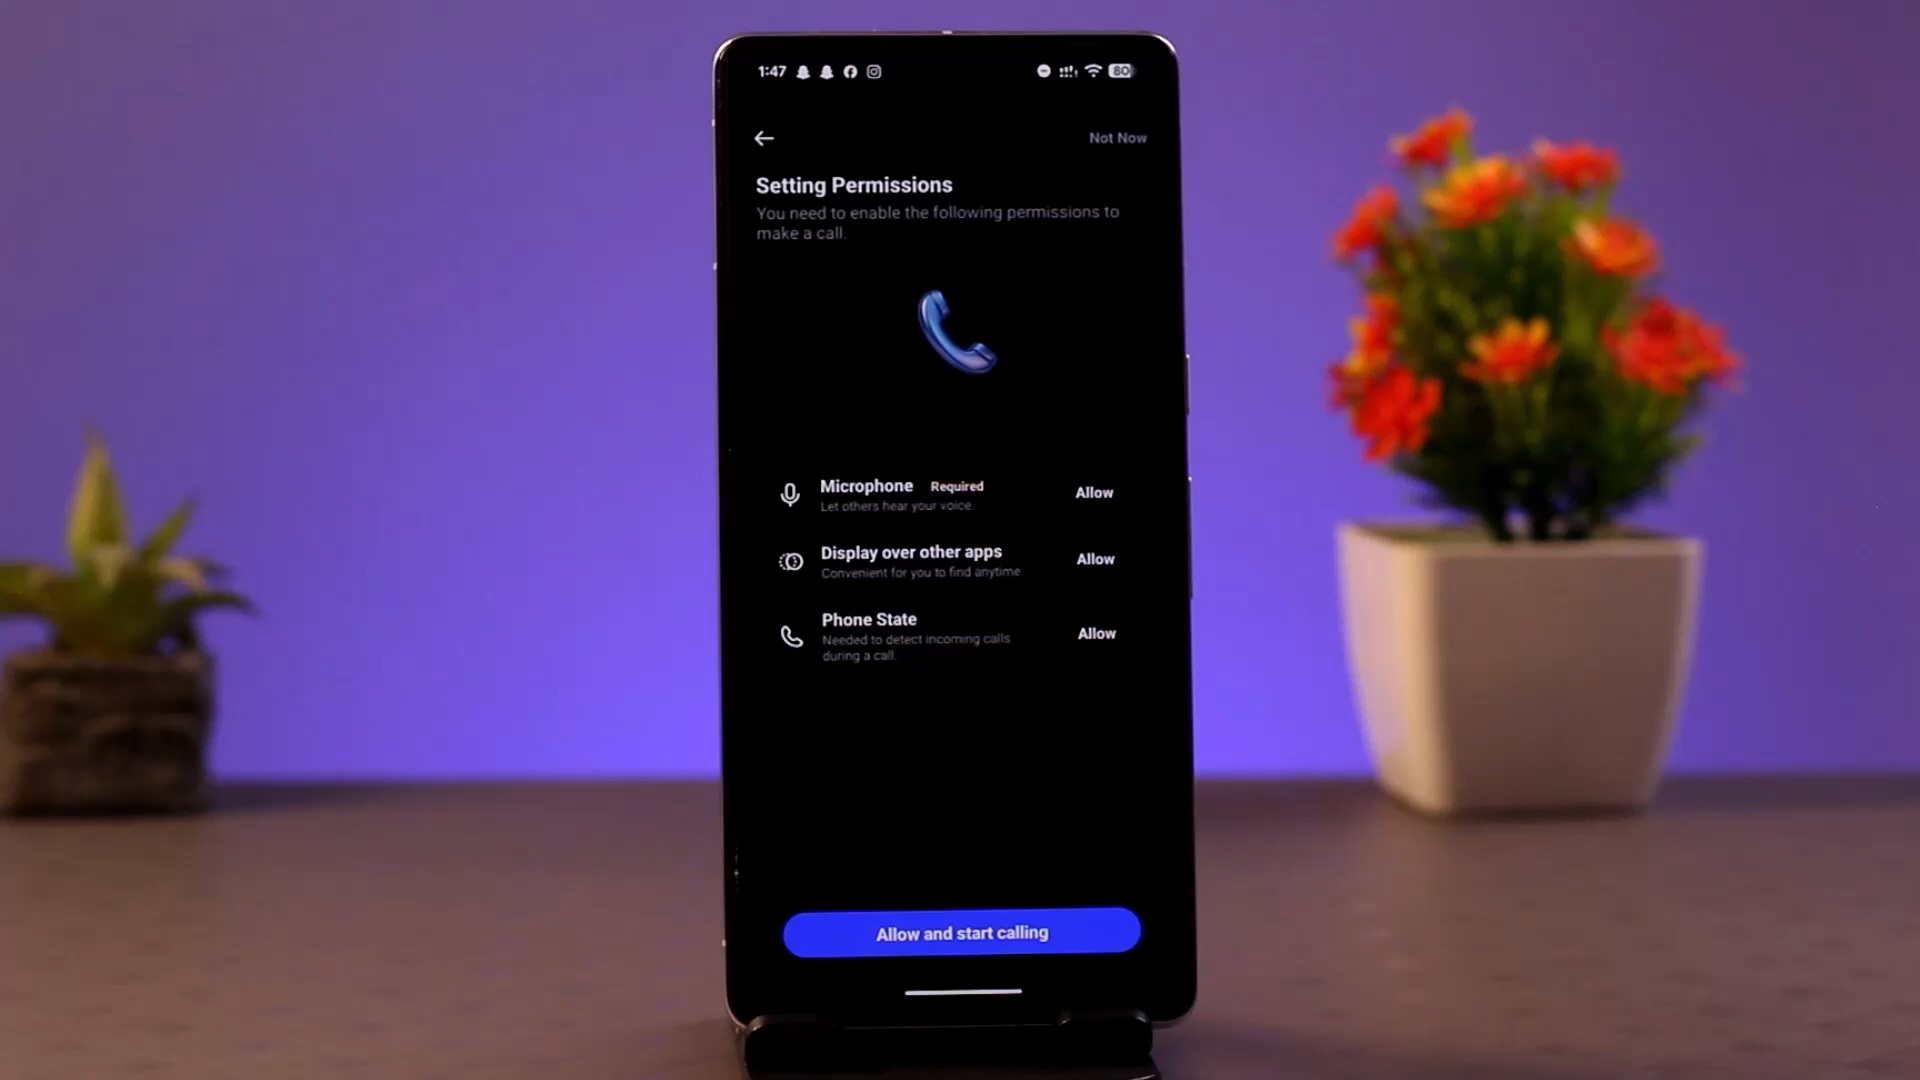 1:47
80
Not Now
Setting Permissions
You need to enable the following permissions to
make a call.
Microphone Required
Let others hear your voice.
Allow
Display over other apps
Convenient for you to find anytime
Allow
Phone State
Needed to detect incoming calls
during a call.
Allow
Allow and start calling